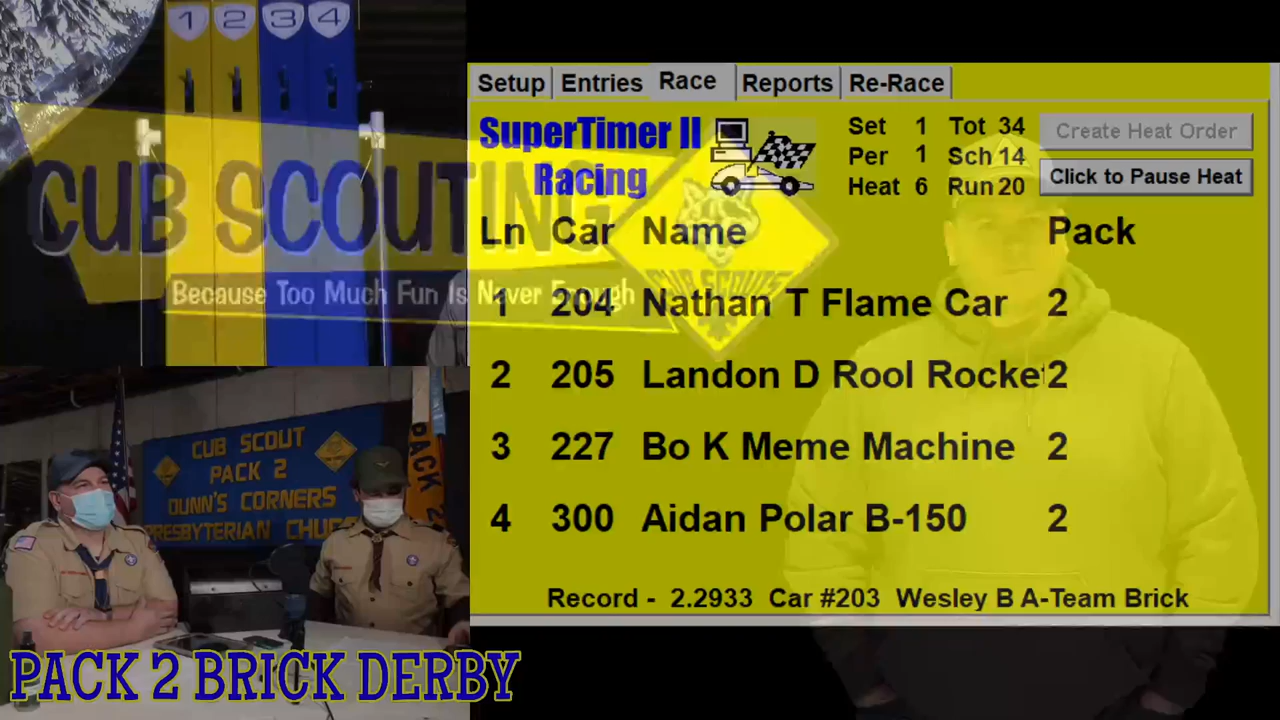 1 2 3 4
CUB SCOUTING
Because Too Much Fun Is Never Enough
CUB SCOUTS
Setup Entries Race Reports Re-Race
SuperTimer II
Racing
Set 1 Tot 34
Per 1 Sch 14
Heat 6 Run 20
Create Heat Order
Click to Pause Heat
Ln Car Name Pack
1 204 Nathan T Flame Car 2
2 205 Landon D Rool Rocke 2
3 227 Bo K Meme Machine 2
4 300 Aidan Polar B-150 2
Record - 2.2933 Car #203 Wesley B A-Team Brick
CUB SCOUT
PACK 2
DUNN'S CORNERS
PRESBYTERIAN CHUR
PACK 2
PACK 2 BRICK DERBY